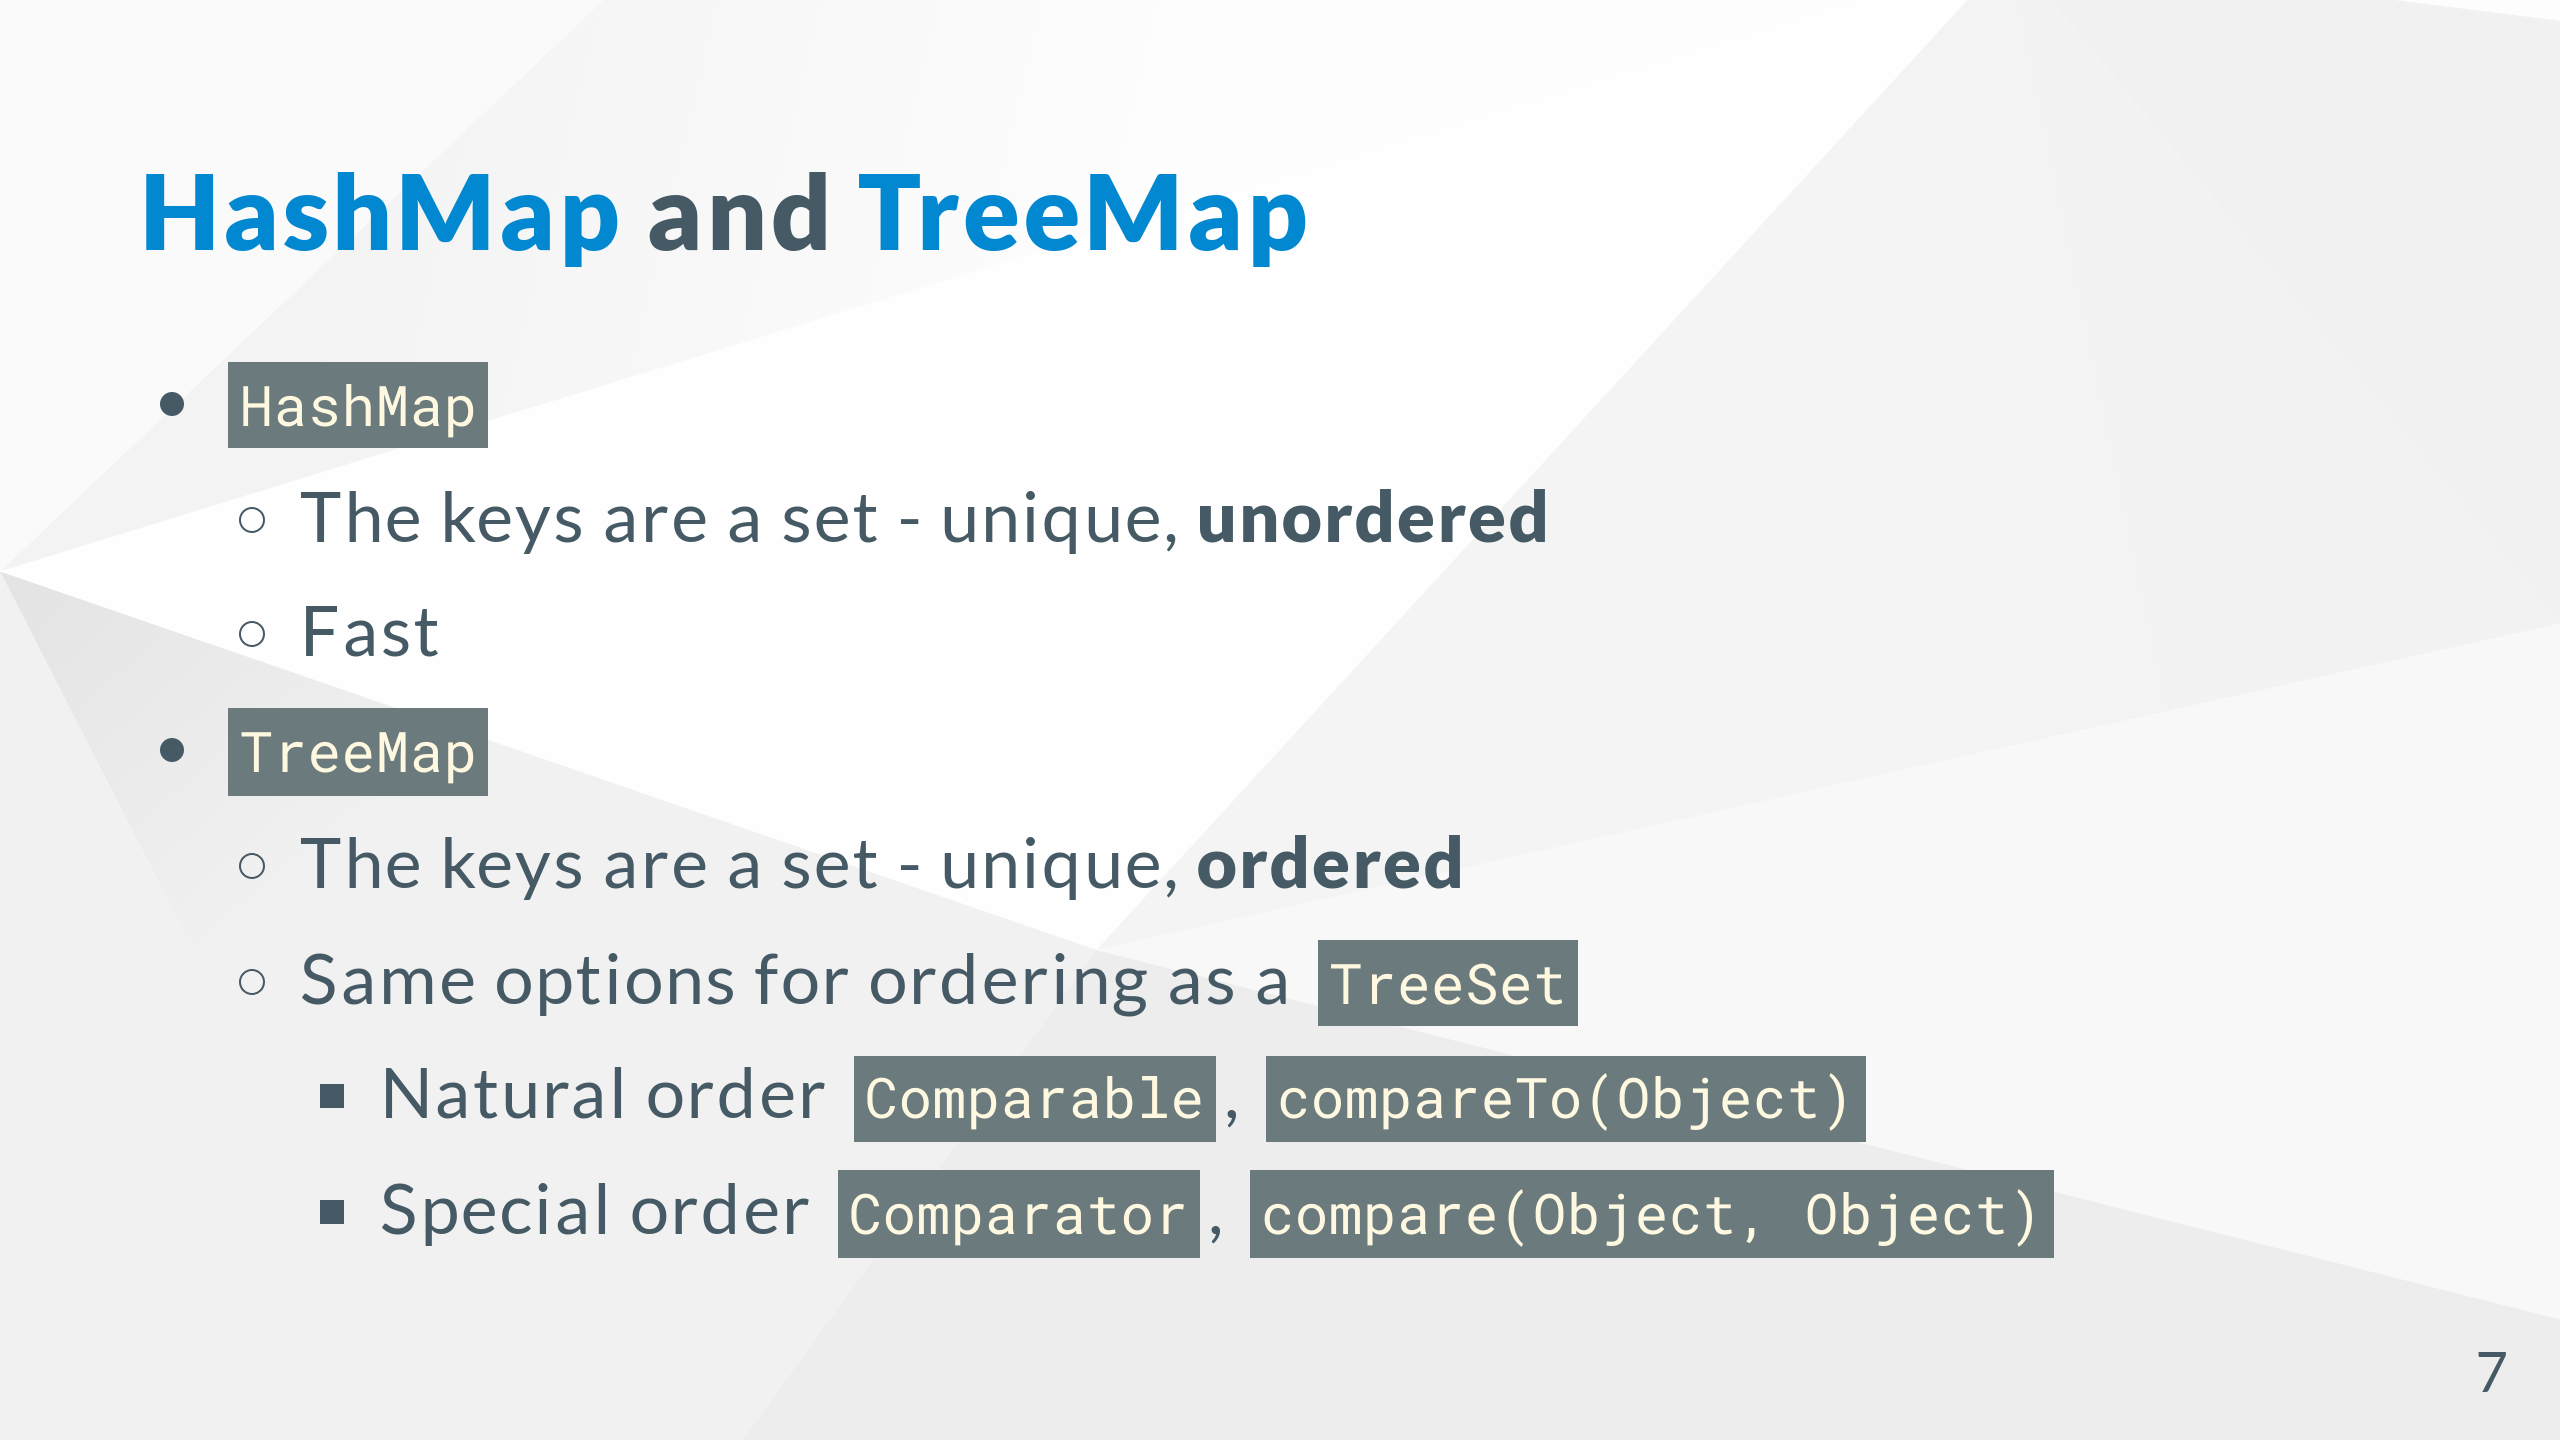 HashMap and TreeMap
HashMap
The keys are a set - unique, unordered
Fast
TreeMap
The keys are a set - unique, ordered
Same options for ordering as a TreeSet
Natural order Comparable, compareTo(Object)
Special order Comparator, compare(Object, Object)
7